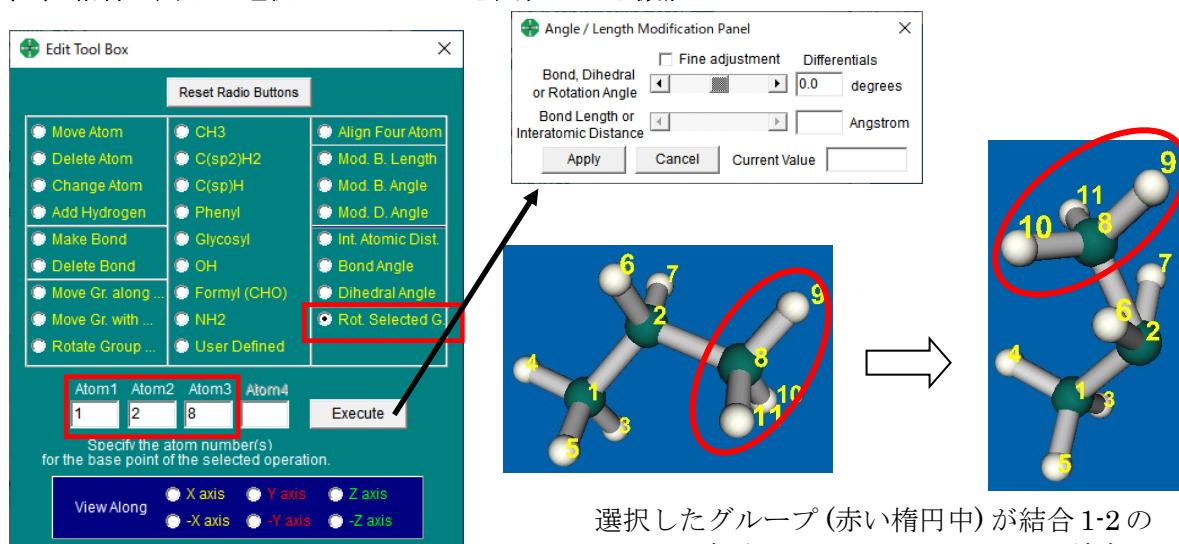 Edit Tool Box
Reset Radio Buttons
Move Atom
Delete Atom
Change Atom
Add Hydrogen
Make Bond
Delete Bond
Move Gr. along ...
Move Gr. with ...
Rotate Group ...
CH3
C(sp2)H2
C(sp)H
Phenyl
Glycosyl
OH
Formyl (CHO)
NH2
User Defined
Align Four Atom
Mod. B. Length
Mod. B. Angle
Mod. D. Angle
Int. Atomic Dist.
Bond Angle
Dihedral Angle
Rot. Selected G.
Atom1 Atom2 Atom3 Atom4
1 2 8
Execute
Specify the atom number(s)
for the base point of the selected operation.
View Along
X axis Y axis Z axis
-X axis -Y axis -Z axis
Angle / Length Modification Panel
Fine adjustment Differentials
Bond, Dihedral
or Rotation Angle
0.0 degrees
Bond Length or
Interatomic Distance
Angstrom
Apply Cancel Current Value
6 7
9
2
8
4
1
10
11
3
5
9
11
10 8
7
6
2
4
1
3
5
選択したグループ (赤い楕円中) が結合 1-2 の